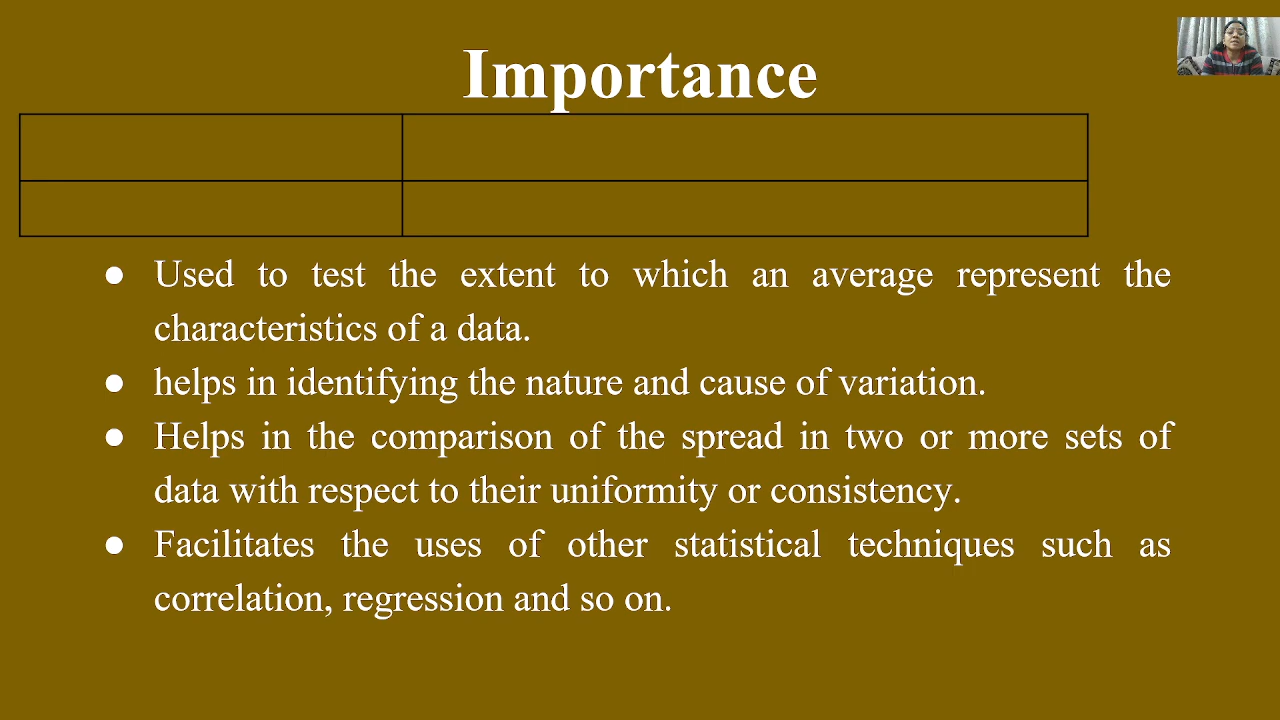 Importance
● Used to test the extent to which an average represent the
characteristics of a data.
● helps in identifying the nature and cause of variation.
● Helps in the comparison of the spread in two or more sets of
data with respect to their uniformity or consistency.
● Facilitates the uses of other statistical techniques such as
correlation, regression and so on.